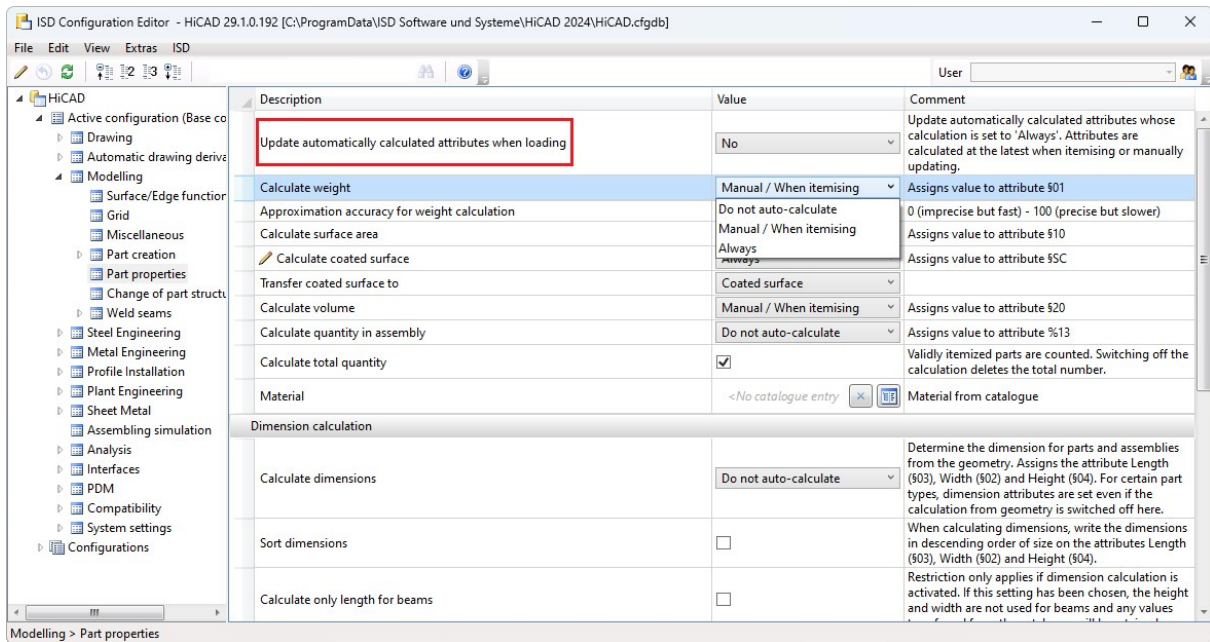 ISD Configuration Editor - HiCAD 29.1.0.192 [C:\ProgramData\ISD Software und Systeme\HiCAD 2024\HiCAD.cfgdb]
File Edit View Extras ISD
User
HiCAD
Active configuration (Base co
Drawing
Automatic drawing deriva
Modelling
Surface/Edge function
Grid
Miscellaneous
Part creation
Part properties
Change of part structu
Weld seams
Steel Engineering
Metal Engineering
Profile Installation
Plant Engineering
Sheet Metal
Assembling simulation
Analysis
Interfaces
PDM
Compatibility
System settings
Configurations
Description Value Comment
Update automatically calculated attributes when loading No
Update automatically calculated attributes whose
calculation is set to 'Always'. Attributes are
calculated at the latest when itemising or manually
updating.
Calculate weight Manual / When itemising Assigns value to attribute §01
Do not auto-calculate
Manual / When itemising
Always
Approximation accuracy for weight calculation 0 (imprecise but fast) - 100 (precise but slower)
Calculate surface area Assigns value to attribute §10
Calculate coated surface Always Assigns value to attribute §SC
Transfer coated surface to Coated surface
Calculate volume Manual / When itemising Assigns value to attribute §20
Calculate quantity in assembly Do not auto-calculate Assigns value to attribute %13
Calculate total quantity
Validly itemized parts are counted. Switching off the
calculation deletes the total number.
Material <No catalogue entry Material from catalogue
Dimension calculation
Calculate dimensions Do not auto-calculate
Determine the dimension for parts and assemblies
from the geometry. Assigns the attribute Length
(§03), Width (§02) and Height (§04). For certain part
types, dimension attributes are set even if the
calculation from geometry is switched off here.
Sort dimensions
When calculating dimensions, write the dimensions
in descending order of size on the attributes Length
(§03), Width (§02) and Height (§04).
Calculate only length for beams
Restriction only applies if dimension calculation is
activated. If this setting has been chosen, the height
and width are not used for beams and any values
Modelling > Part properties